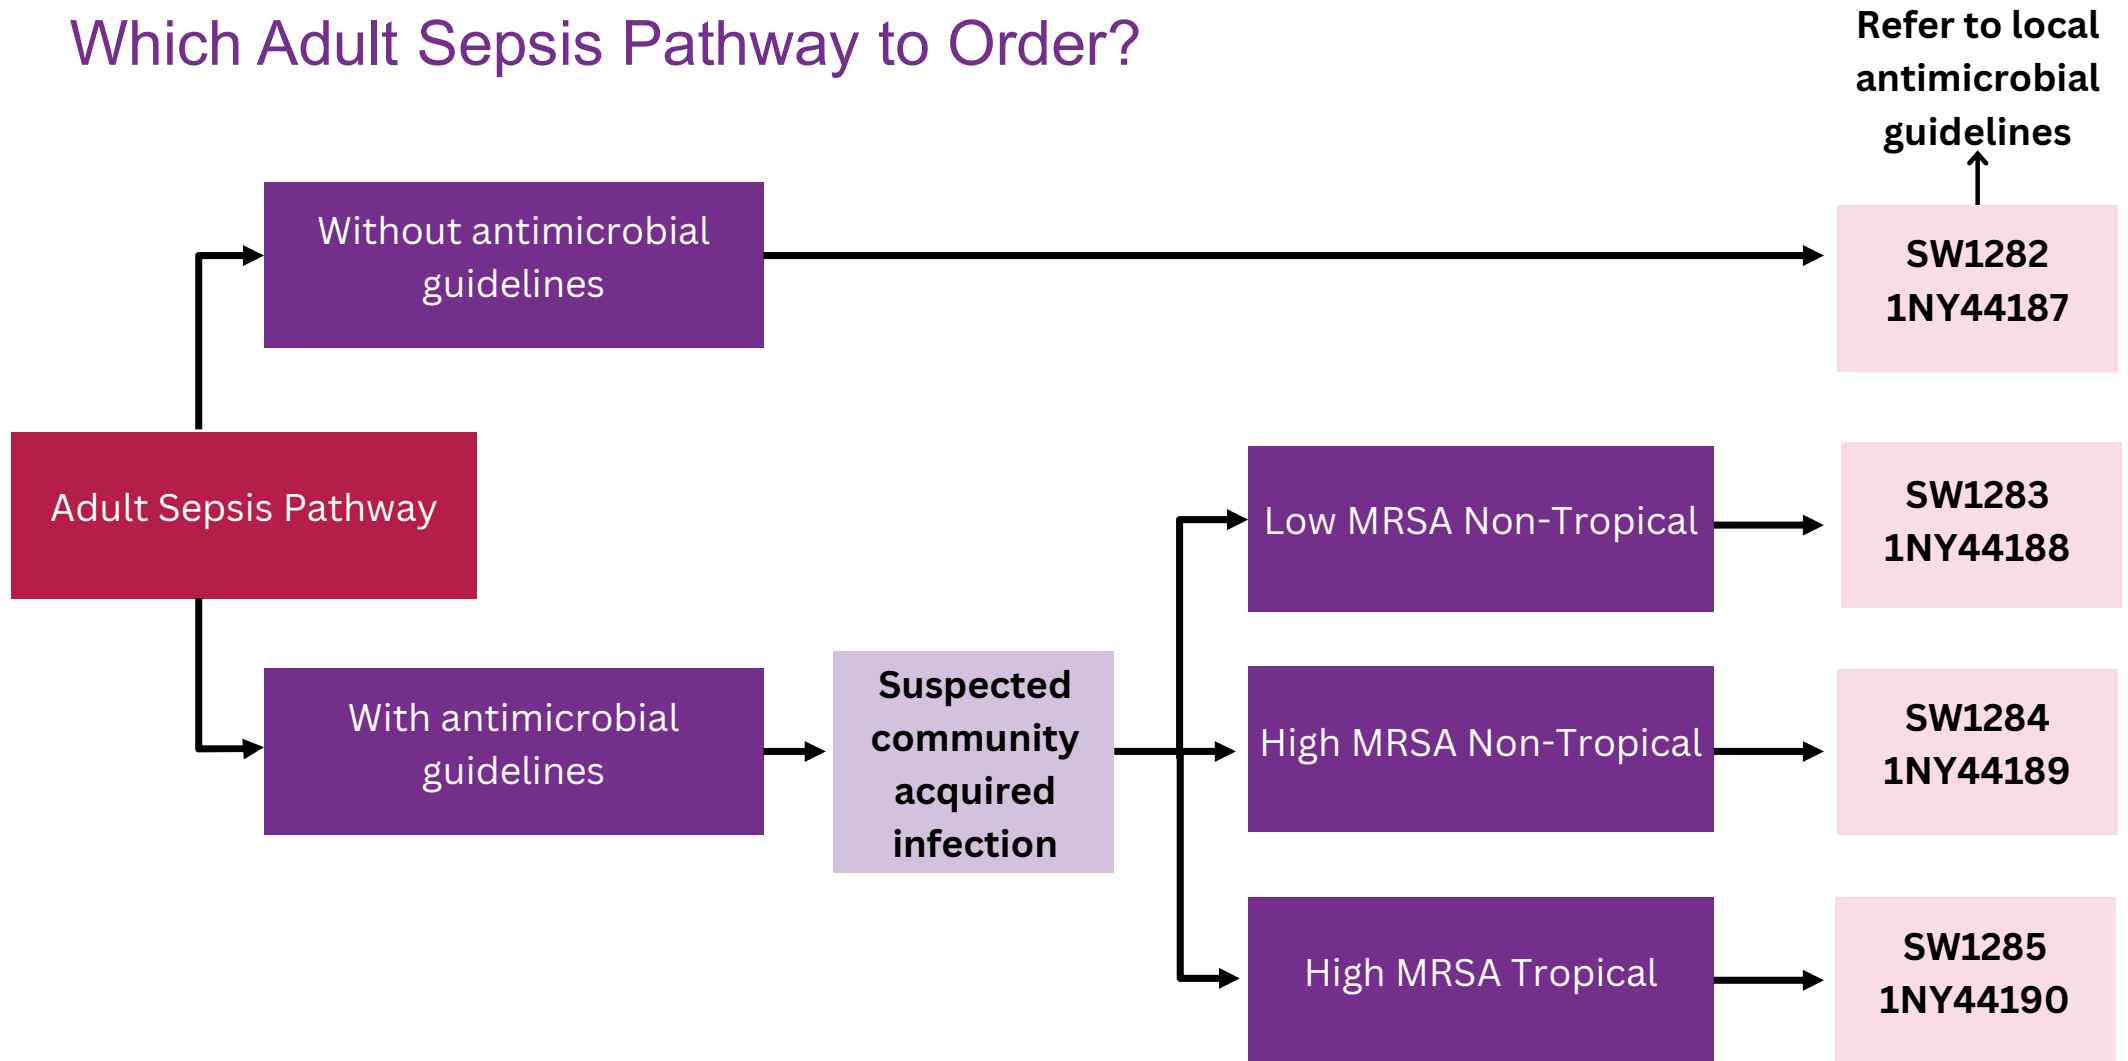 Which Adult Sepsis Pathway to Order?
Refer to local
antimicrobial
guidelines
Without antimicrobial
guidelines
SW1282
1NY44187
Adult Sepsis Pathway
With antimicrobial
guidelines
Suspected
community
acquired
infection
Low MRSA Non-Tropical
SW1283
1NY44188
High MRSA Non-Tropical
SW1284
1NY44189
High MRSA Tropical
SW1285
1NY44190